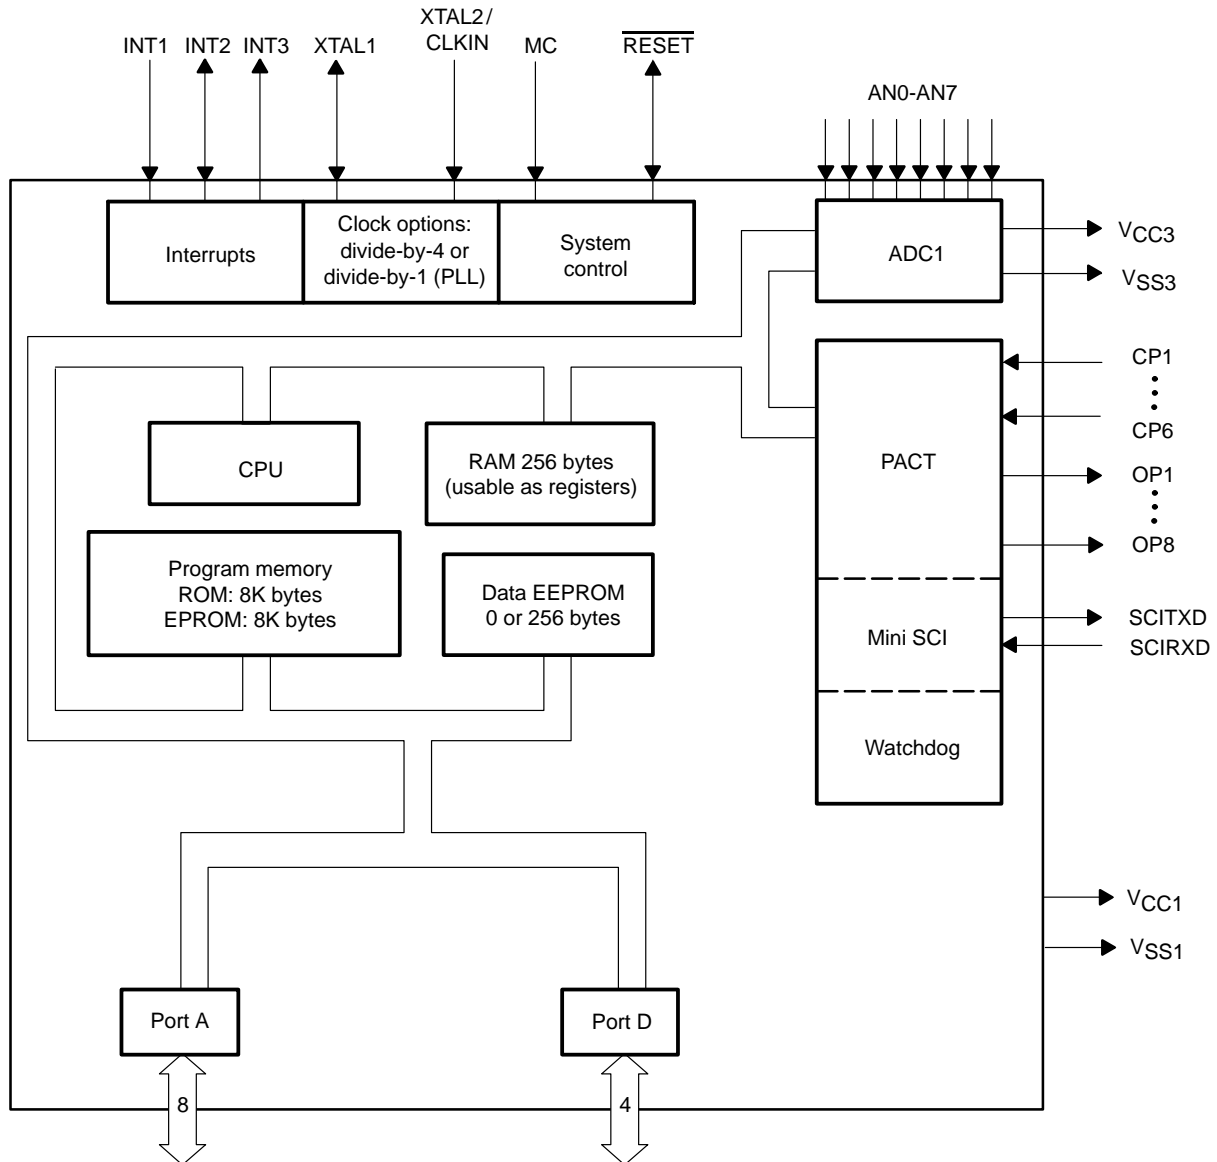 INT1 INT2 INT3 XTAL1 XTAL2/
CLKIN MC RESET
AN0-AN7
Interrupts
Clock options:
divide-by-4 or
divide-by-1 (PLL)
System
control
ADC1
VCC3
VSS3
CP1
CP6
OP1
OP8
PACT
CPU
RAM 256 bytes
(usable as registers)
Program memory
ROM: 8K bytes
EPROM: 8K bytes
Data EEPROM
0 or 256 bytes
Mini SCI
SCITXD
SCIRXD
Watchdog
VCC1
VSS1
Port A
Port D
8
4